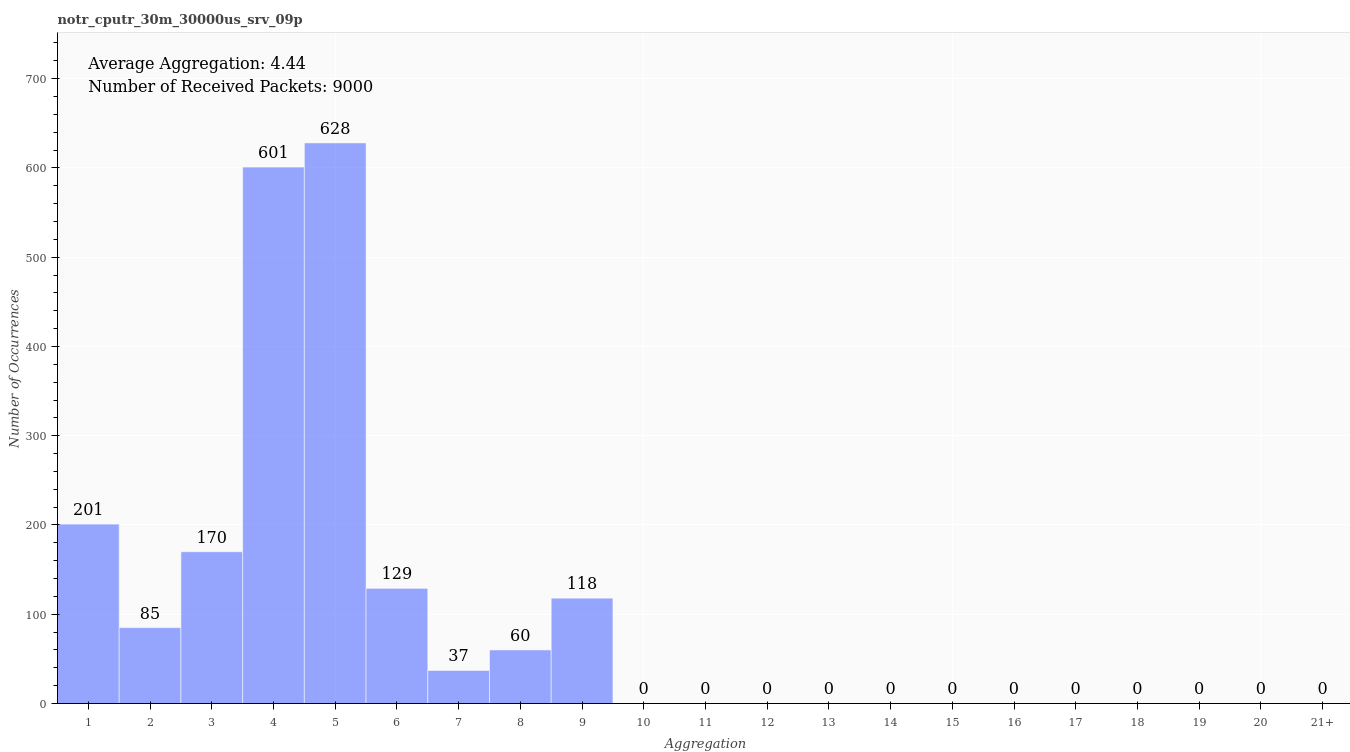 notr_cputr_30m_30000us_srv_09p
Average Aggregation: 4.44
Number of Received Packets: 9000
700
600
500
400
300
200
100
0
Number of Occurrences
201
85
170
601
628
129
37
60
118
0 0 0 0 0 0 0 0 0 0 0 0
1 2 3 4 5 6 7 8 9 10 11 12 13 14 15 16 17 18 19 20 21+
Aggregation